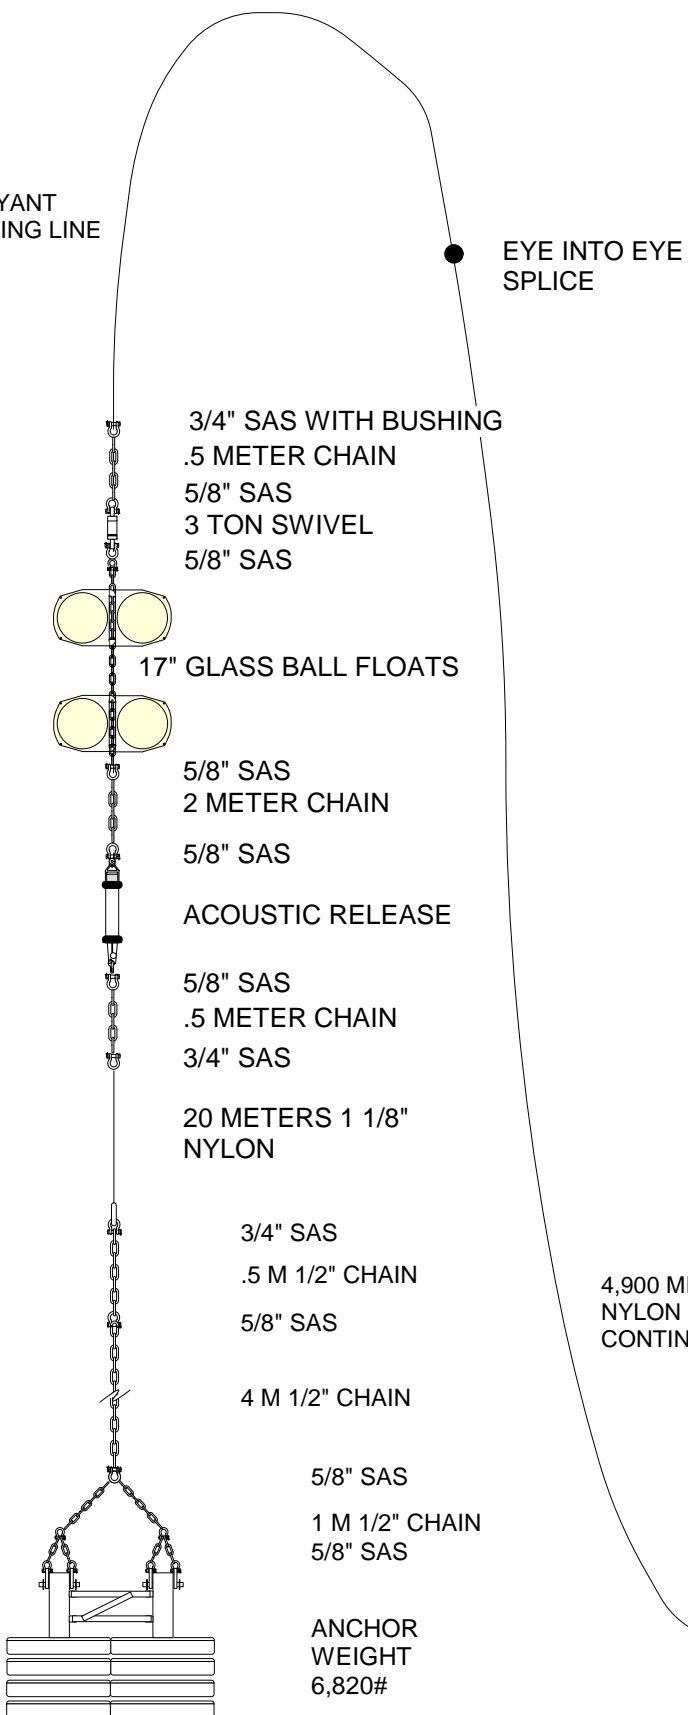 YANT
ING LINE
EYE INTO EYE
SPLICE
3/4" SAS WITH BUSHING
.5 METER CHAIN
5/8" SAS
3 TON SWIVEL
5/8" SAS
17" GLASS BALL FLOATS
5/8" SAS
2 METER CHAIN
5/8" SAS
ACOUSTIC RELEASE
5/8" SAS
.5 METER CHAIN
3/4" SAS
20 METERS 1 1/8"
NYLON
3/4" SAS
.5 M 1/2" CHAIN
5/8" SAS
4,900 M
NYLON
CONTIN
4 M 1/2" CHAIN
5/8" SAS
1 M 1/2" CHAIN
5/8" SAS
ANCHOR
WEIGHT
6,820#